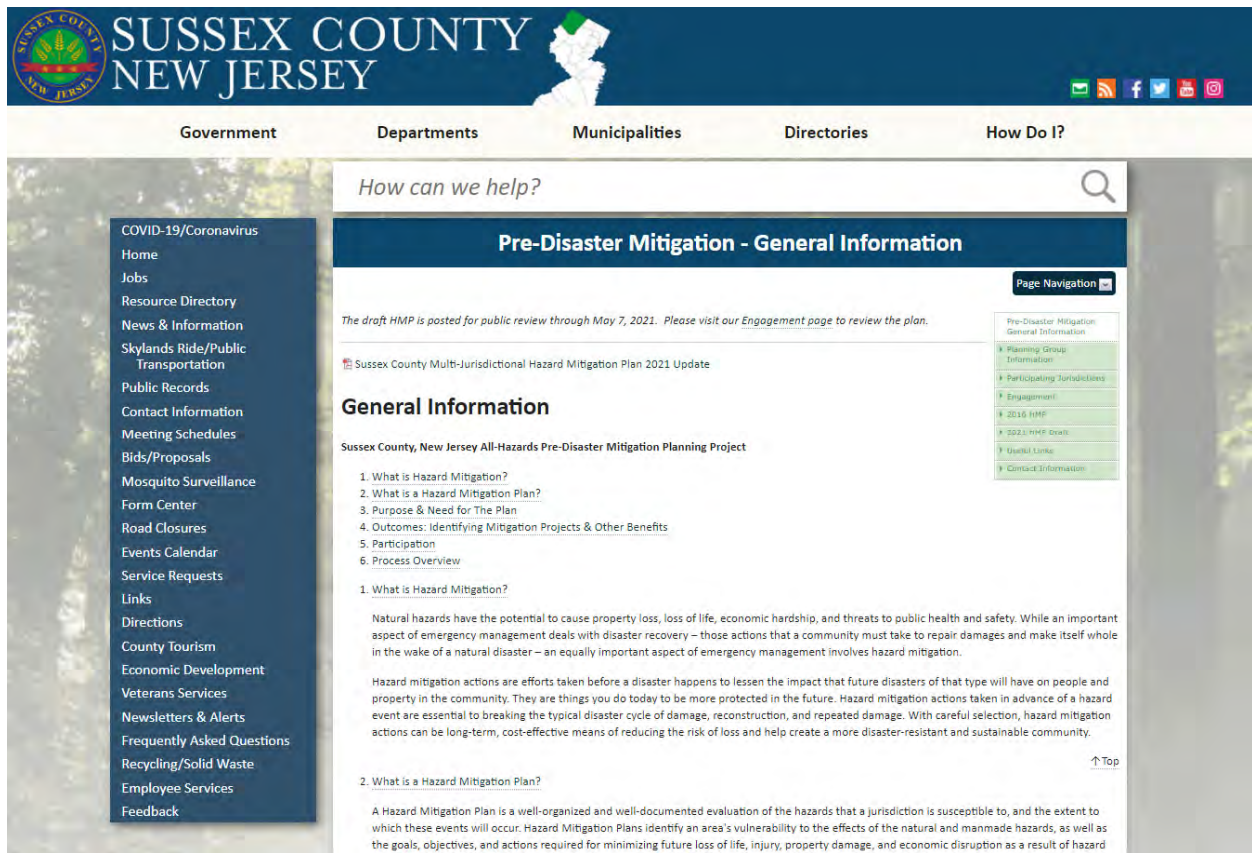 SUSSEX COUNTY
NEW JERSEY
SUSSEX COUNTY
NEW JERSEY
Government Departments Municipalities Directories How Do I?
How can we help?
COVID-19/Coronavirus
Home
Jobs
Resource Directory
News & Information
Skylands Ride/Public
Transportation
Public Records
Contact Information
Meeting Schedules
Bids/Proposals
Mosquito Surveillance
Form Center
Road Closures
Events Calendar
Service Requests
Links
Directions
County Tourism
Economic Development
Veterans Services
Newsletters & Alerts
Frequently Asked Questions
Recycling/Solid Waste
Employee Services
Feedback
Pre-Disaster Mitigation - General Information
Page Navigation
Pre-Disaster Mitigation
General Information
Planning Group
Information
Participating Jurisdictions
Engagement
2016 HMP
2021 HMP Draft
Useful Links
Contact Information
The draft HMP is posted for public review through May 7, 2021. Please visit our Engagement page to review the plan.
Sussex County Multi-Jurisdictional Hazard Mitigation Plan 2021 Update
General Information
Sussex County, New Jersey All-Hazards Pre-Disaster Mitigation Planning Project
1. What is Hazard Mitigation?
2. What is a Hazard Mitigation Plan?
3. Purpose & Need for The Plan
4. Outcomes: Identifying Mitigation Projects & Other Benefits
5. Participation
6. Process Overview
1. What is Hazard Mitigation?
Natural hazards have the potential to cause property loss, loss of life, economic hardship, and threats to public health and safety. While an important
aspect of emergency management deals with disaster recovery – those actions that a community must take to repair damages and make itself whole
in the wake of a natural disaster – an equally important aspect of emergency management involves hazard mitigation.
Hazard mitigation actions are efforts taken before a disaster happens to lessen the impact that future disasters of that type will have on people and
property in the community. They are things you do today to be more protected in the future. Hazard mitigation actions taken in advance of a hazard
event are essential to breaking the typical disaster cycle of damage, reconstruction, and repeated damage. With careful selection, hazard mitigation
actions can be long-term, cost-effective means of reducing the risk of loss and help create a more disaster-resistant and sustainable community.
↑Top
2. What is a Hazard Mitigation Plan?
A Hazard Mitigation Plan is a well-organized and well-documented evaluation of the hazards that a jurisdiction is susceptible to, and the extent to
which these events will occur. Hazard Mitigation Plans identify an area's vulnerability to the effects of the natural and manmade hazards, as well as
the goals, objectives, and actions required for minimizing future loss of life, injury, property damage, and economic disruption as a result of hazard